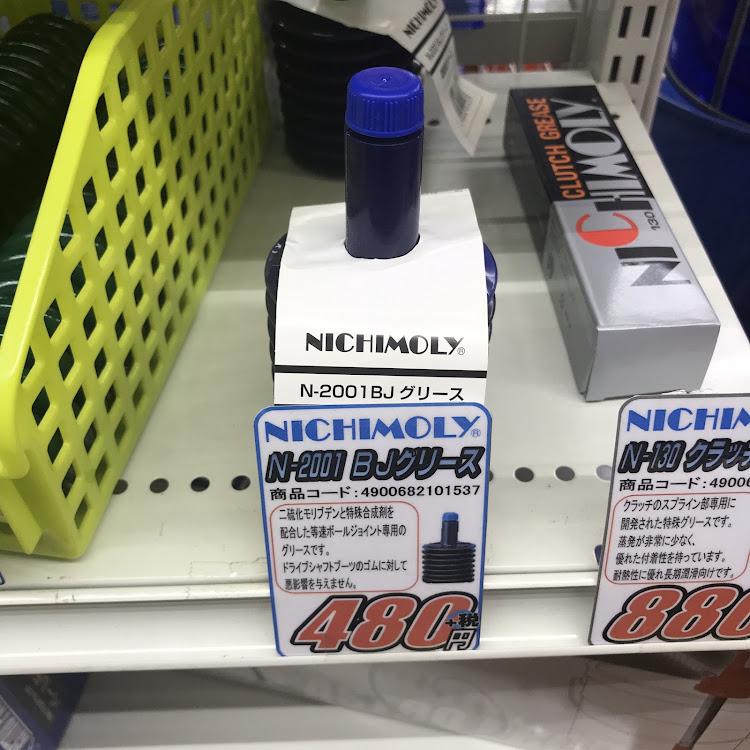 NICHIMOLY
CLUTCH GREASE
NICHIMOLY
130
NICHIMOLY®
N-2001BJ グリース
NICHIMOLY®
N-2001 BJグリース
商品コード:4900682101537
二硫化モリブデンと特殊合成剤を
配合した等速ボールジョイント専用の
グリースです。
ドライブシャフトブーツのゴムに対して
悪影響を与えません。
480円
+税
NICHIM
N-130 クラッチ
商品コード:49006
クラッチのスプライン部専用に
開発された特殊グリースです。
蒸発が非常に少なく、
優れた付着性を持っています。
耐熱性に優れ長期潤滑向けです。
880